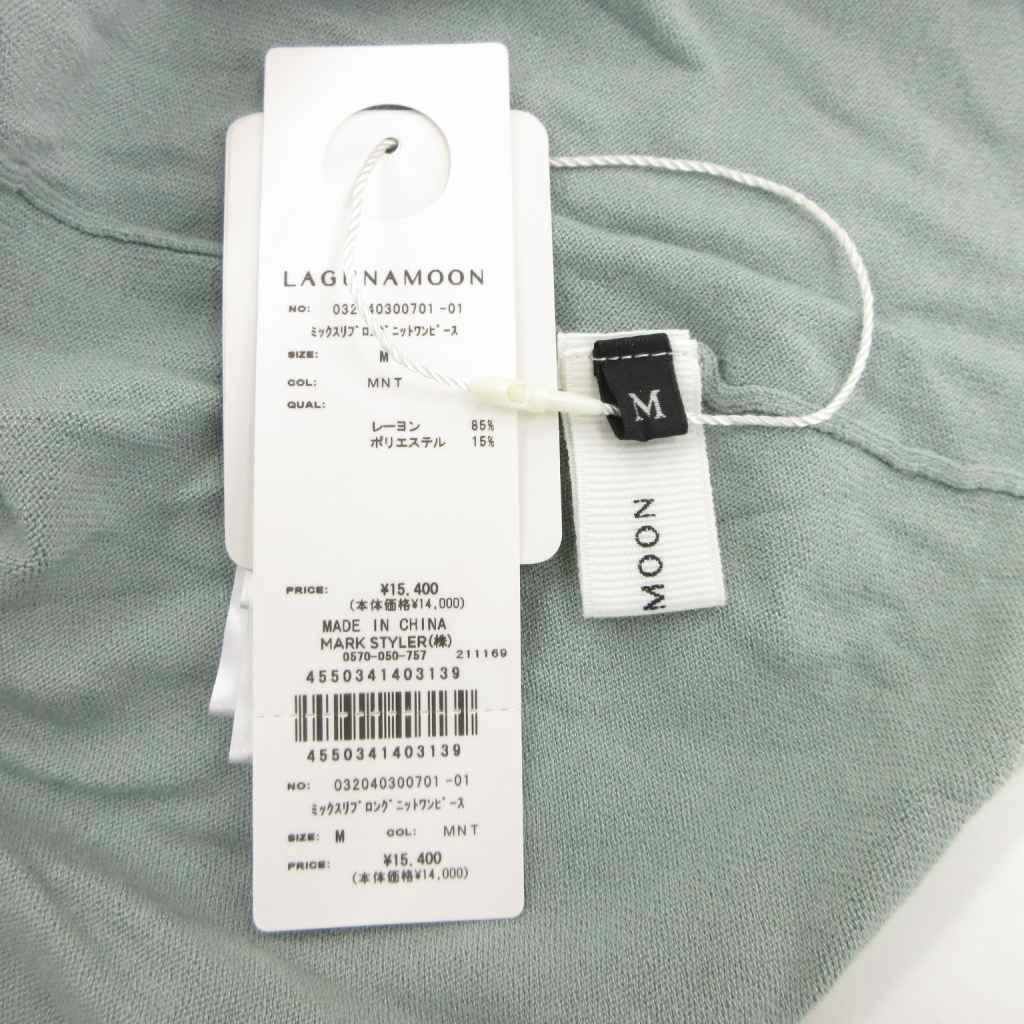 LAGUNAMOON
NO: 032040300701-01
ミックスリブロングニットワンピース
SIZE: M
COL: MNT
QUAL:
レーヨン 85%
ポリエステル 15%
PRICE: ¥15,400
(本体価格¥14,000)
MADE IN CHINA
MARK STYLER(株)
0570-050-757 211169
4550341403139
4550341403139
NO: 032040300701-01
ミックスリブロングニットワンピース
SIZE: M COL: MNT
PRICE: ¥15,400
(本体価格¥14,000)
M
MOON